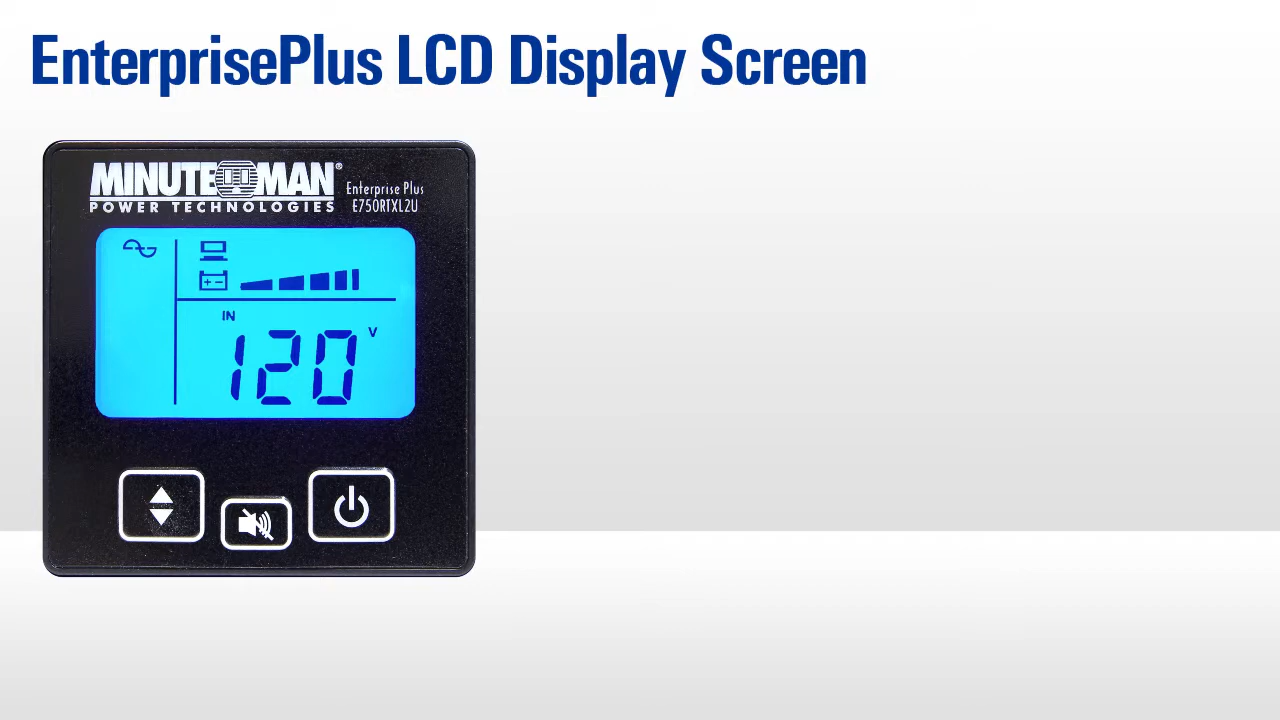 EnterprisePlus LCD Display Screen
MINUTEMAN®
POWER TECHNOLOGIES
Enterprise Plus
E750RTXL2U
IN
120 V